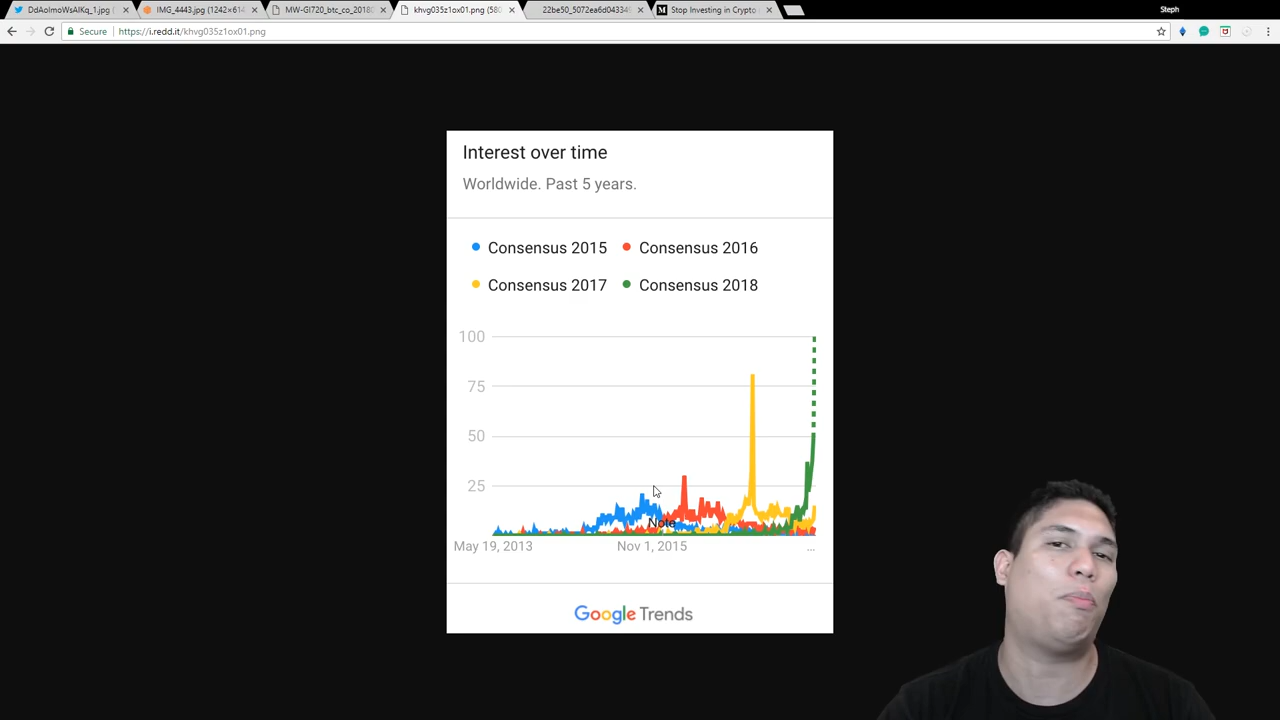 DdAoImoWsAIKq_1.jpg (
IMG_4443.jpg (1242×614
MW-GI720_btc_co_2018
khvg035z1ox01.png (580
22be50_5072ea6d04334
Stop Investing in Crypto
Steph
Secure
https://i.redd.it/khvg035z1ox01.png
Interest over time
Worldwide. Past 5 years.
Consensus 2015
Consensus 2016
Consensus 2017
Consensus 2018
100
75
50
25
Note
May 19, 2013
Nov 1, 2015
...
Google Trends